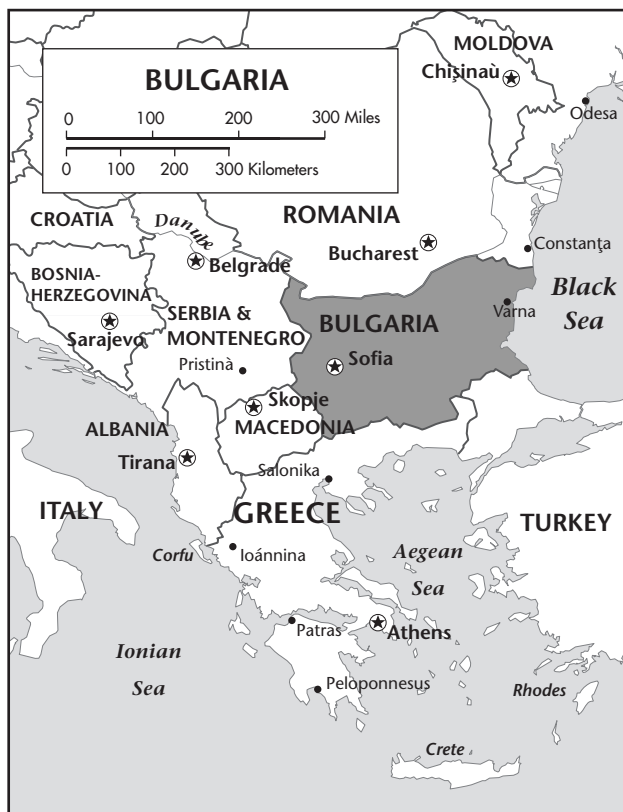 BULGARIA
0 100 200 300 Miles
0 100 200 300 Kilometers
MOLDOVA
Chişinaù
Odesa
CROATIA
Danube
ROMANIA
Bucharest
Constanţa
Belgrade
BOSNIA-
HERZEGOVINA
Sarajevo
SERBIA &
MONTENEGRO
Pristinà
BULGARIA
Sofia
Varna
Black
Sea
Skopje
MACEDONIA
ALBANIA
Tirana
Salonika
ITALY
GREECE
TURKEY
Corfu
Ioánnina
Aegean
Sea
Patras
Athens
Ionian
Sea
Peloponnesus
Rhodes
Crete